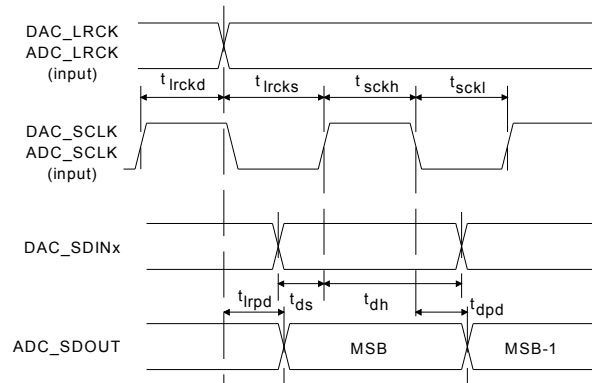 DAC_LRCK
ADC_LRCK
(input)
t lrckd
t lrcks
t sckh
t sckl
DAC_SCLK
ADC_SCLK
(input)
DAC_SDINx
t lrpd
t ds
t dh
t dpd
ADC_SDOUT
MSB
MSB-1